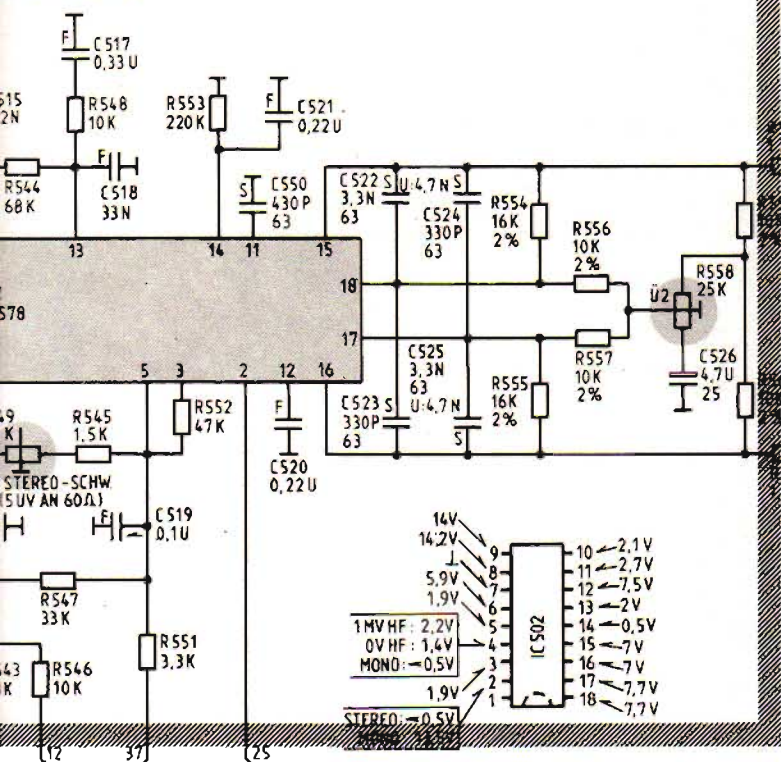 F
C517
0,33U
515
2N
R548
10K
R553
220K
F
C521
0,22U
R544
68K
F
C518
33N
S
C550
430P
63
C522
3,3N
63
S
U:4,7N
S
C524
330P
63
R554
16K
2%
R556
10K
2%
R558
25K
Ü2
13
14
11
15
18
578
17
5
3
2
12
16
C525
3,3N
63
R557
10K
2%
C526
4,7U
25
49
K
R545
1,5K
R552
47K
F
C520
0,22U
C523
330P
63
S
U:4,7N
S
R555
16K
2%
STEREO-SCHW.
(5UV AN 60Ω)
F
C519
0,1U
R547
33K
R551
3,3K
43
K
R546
10K
12
37
25
14V
14,2V
5,9V
1,9V
1MV HF: 2,2V
0V HF: 1,4V
MONO: 0,5V
1,9V
STEREO: 0,5V
MONO
9
8
7
6
5
4
3
2
1
IC502
10
2,1V
11
2,7V
12
7,5V
13
2V
14
0,5V
15
7V
16
7V
17
7,7V
18
7,7V